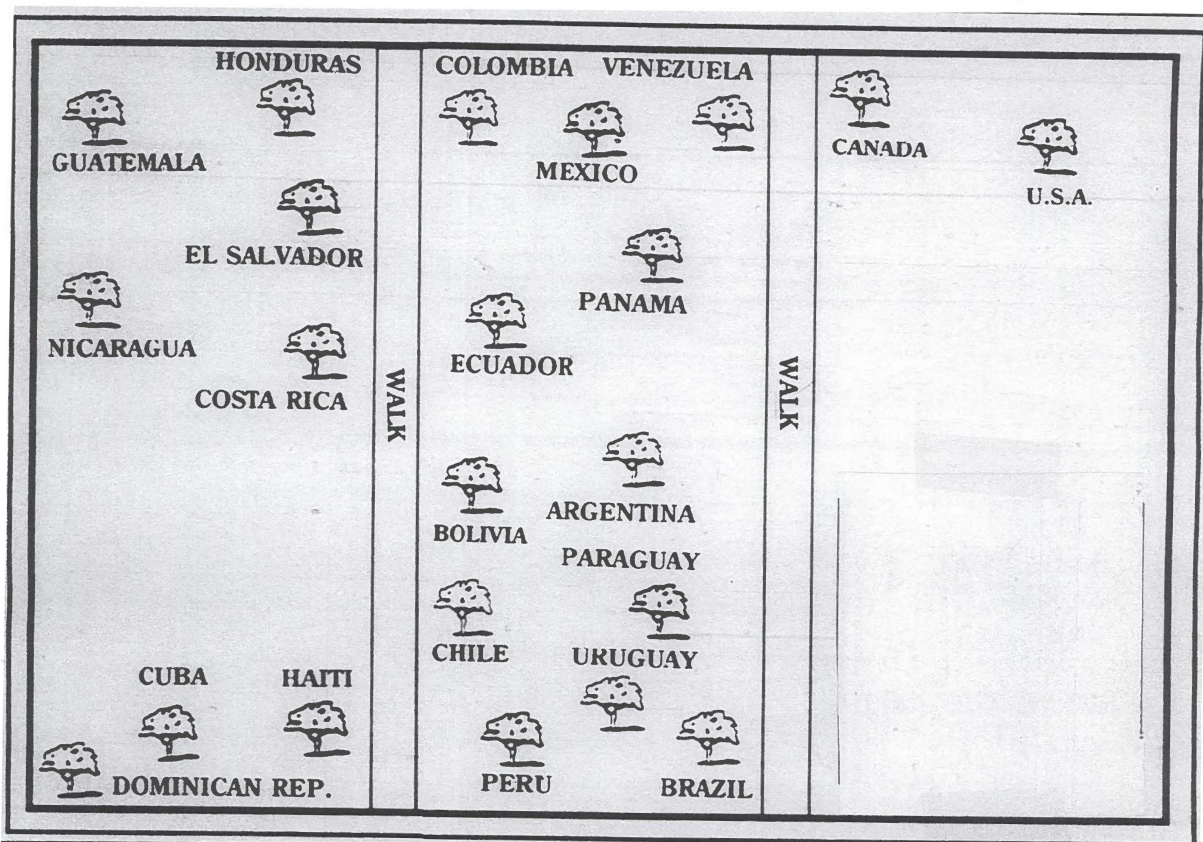 HONDURAS
GUATEMALA
EL SALVADOR
NICARAGUA
COSTA RICA
CUBA HAITI
DOMINICAN REP.
WALK
COLOMBIA VENEZUELA
MEXICO
PANAMA
ECUADOR
ARGENTINA
BOLIVIA
PARAGUAY
CHILE URUGUAY
PERU BRAZIL
WALK
CANADA
U.S.A.